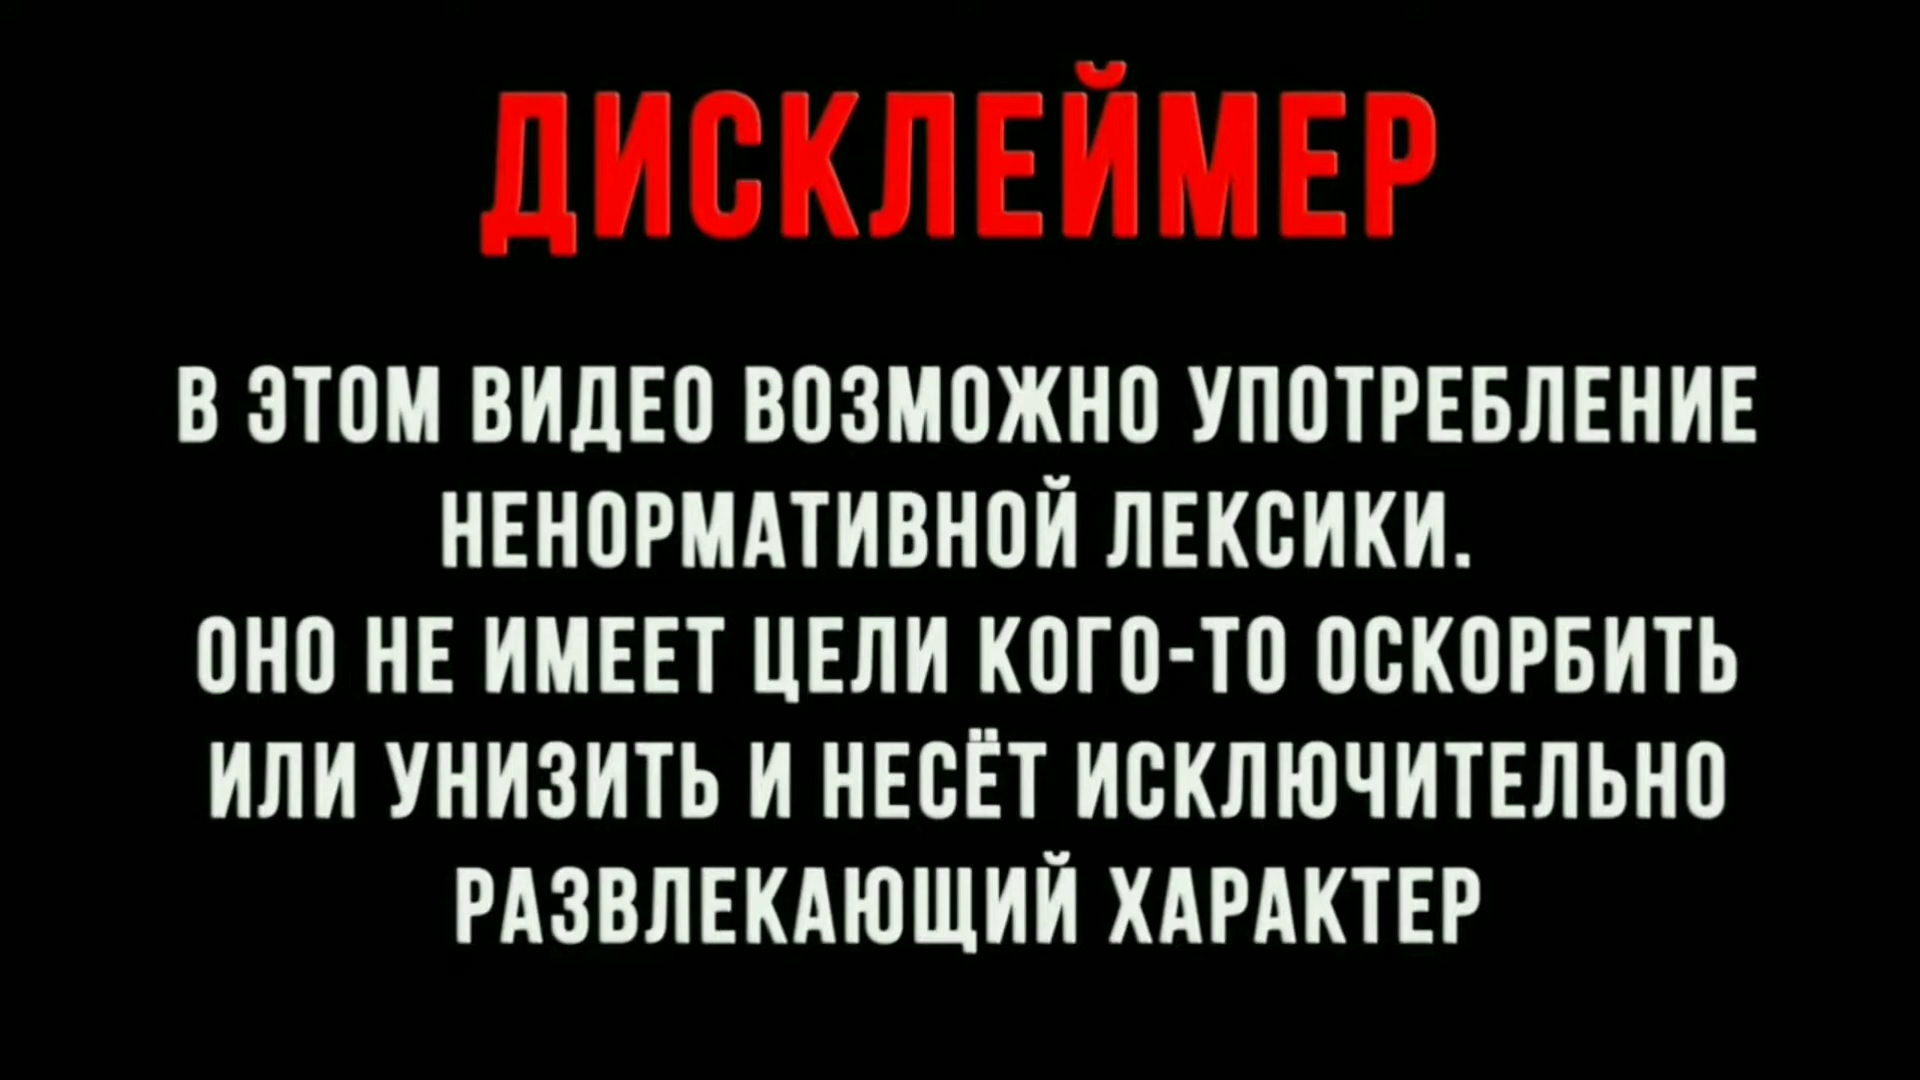 ДИСКЛЕЙМЕР
В ЭТОМ ВИДЕО ВОЗМОЖНО УПОТРЕБЛЕНИЕ
НЕНОРМАТИВНОЙ ЛЕКСИКИ.
ОНО НЕ ИМЕЕТ ЦЕЛИ КОГО-ТО ОСКОРБИТЬ
ИЛИ УНИЗИТЬ И НЕСЁТ ИСКЛЮЧИТЕЛЬНО
РАЗВЛЕКАЮЩИЙ ХАРАКТЕР